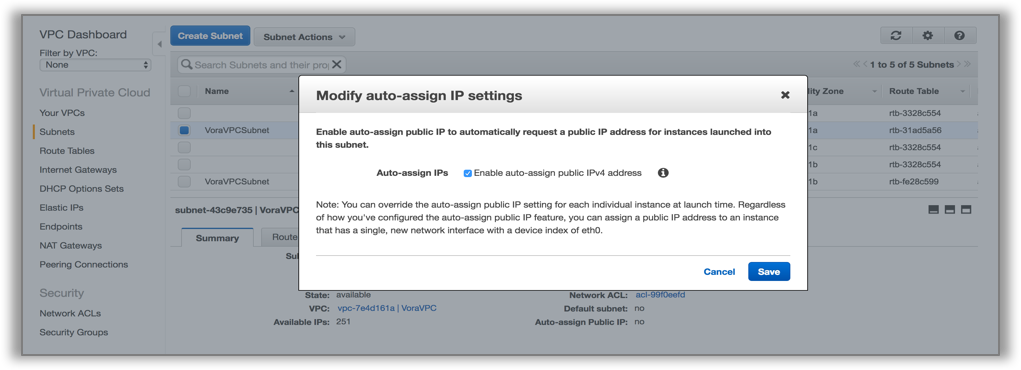 VPC Dashboard
Filter by VPC:
None
Virtual Private Cloud
Your VPCs
Subnets
Route Tables
Internet Gateways
DHCP Options Sets
Elastic IPs
Endpoints
NAT Gateways
Peering Connections
Security
Network ACLs
Security Groups
Create Subnet
Subnet Actions
Search Subnets and their pro
1 to 5 of 5 Subnets
Name
Zone
Route Table
1a
rtb-3328c554
VoraVPCSubnet
1a
rtb-31ad5a56
1c
rtb-3328c554
1b
rtb-3328c554
VoraVPCSubnet
1b
rtb-fe28c599
Modify auto-assign IP settings
Enable auto-assign public IP to automatically request a public IP address for instances launched into
this subnet.
Auto-assign IPs
Enable auto-assign public IPv4 address
Note: You can override the auto-assign public IP setting for each individual instance at launch time. Regardless
of how you've configured the auto-assign public IP feature, you can assign a public IP address to an instance
that has a single, new network interface with a device index of eth0.
Cancel
Save
subnet-43c9e735 | VoraVPC
Summary
Route
State: available
Network ACL: acl-99f0eefd
VPC: vpc-7e4d161a | VoraVPC
Default subnet: no
Available IPs: 251
Auto-assign Public IP: no